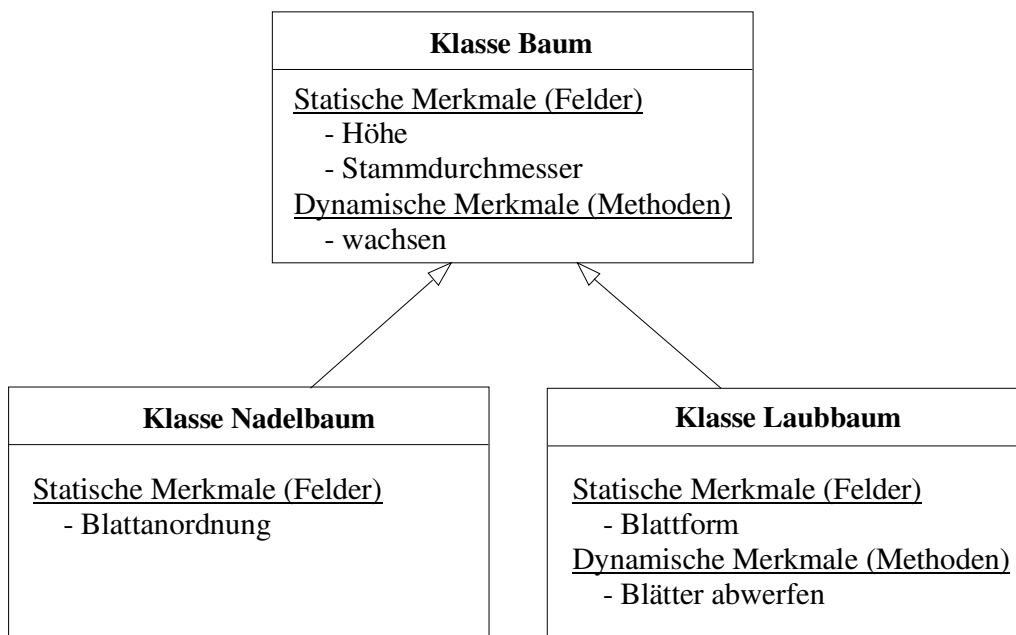 Klasse Baum
Statische Merkmale (Felder)
- Höhe
- Stammdurchmesser
Dynamische Merkmale (Methoden)
- wachsen
Klasse Nadelbaum
Statische Merkmale (Felder)
- Blattanordnung
Klasse Laubbaum
Statische Merkmale (Felder)
- Blattform
Dynamische Merkmale (Methoden)
- Blätter abwerfen